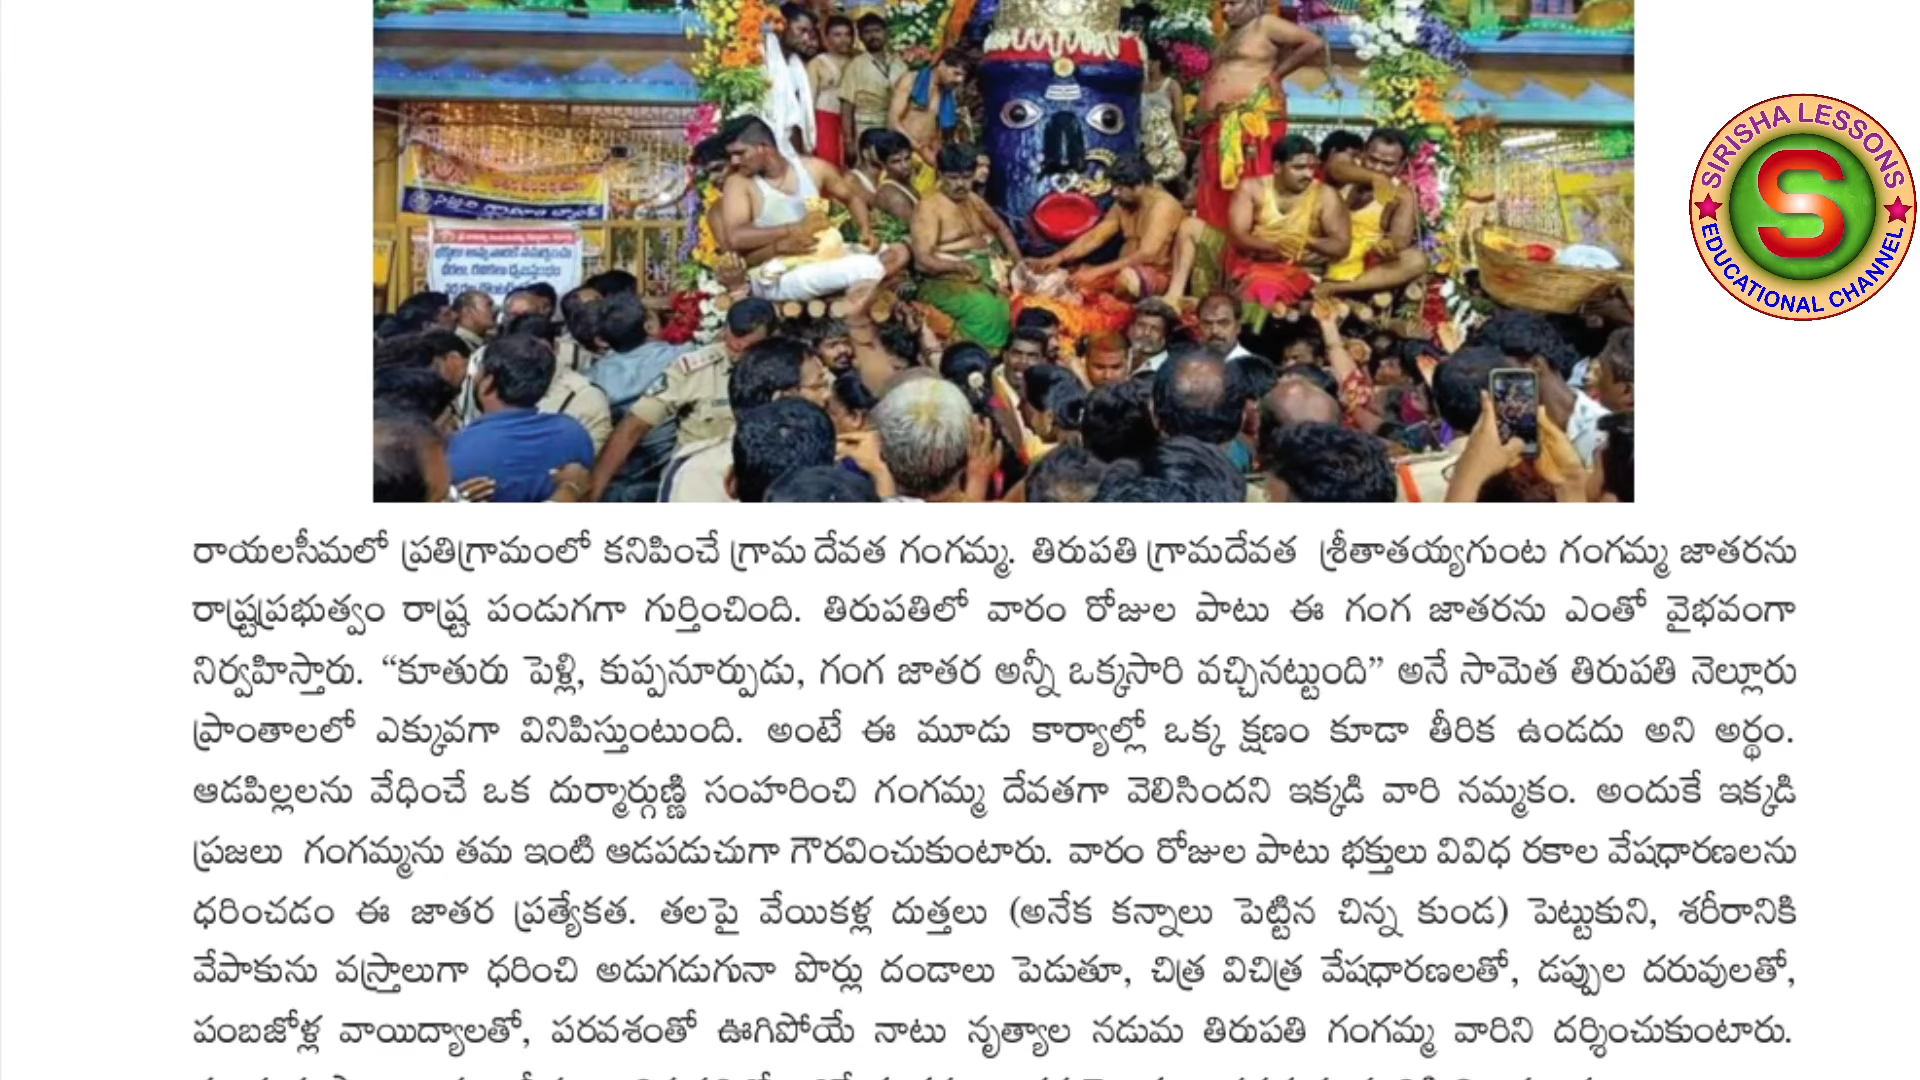 సప్తగిరి గ్రామీణ బ్యాంక్
SIRISHA LESSONS
S
EDUCATIONAL CHANNEL
రాయలసీమలో ప్రతిగ్రామంలో కనిపించే గ్రామ దేవత గంగమ్మ. తిరుపతి గ్రామదేవత శ్రీతాతయ్యగుంట గంగమ్మ జాతరను
రాష్ట్రప్రభుత్వం రాష్ట్ర పండుగగా గుర్తించింది. తిరుపతిలో వారం రోజుల పాటు ఈ గంగ జాతరను ఎంతో వైభవంగా
నిర్వహిస్తారు. “కూతురు పెళ్లి, కుప్పనూర్పుడు, గంగ జాతర అన్నీ ఒక్కసారి వచ్చినట్టుంది” అనే సామెత తిరుపతి నెల్లూరు
ప్రాంతాలలో ఎక్కువగా వినిపిస్తుంటుంది. అంటే ఈ మూడు కార్యాల్లో ఒక్క క్షణం కూడా తీరిక ఉండదు అని అర్థం.
ఆడపిల్లలను వేధించే ఒక దుర్మార్గుణ్ణి సంహరించి గంగమ్మ దేవతగా వెలిసిందని ఇక్కడి వారి నమ్మకం. అందుకే ఇక్కడి
ప్రజలు గంగమ్మను తమ ఇంటి ఆడపడుచుగా గౌరవించుకుంటారు. వారం రోజుల పాటు భక్తులు వివిధ రకాల వేషధారణలను
ధరించడం ఈ జాతర ప్రత్యేకత. తలపై వేయికళ్ల దుత్తలు (అనేక కన్నాలు పెట్టిన చిన్న కుండ) పెట్టుకుని, శరీరానికి
వేపాకును వస్త్రాలుగా ధరించి అడుగడుగునా పొర్లు దండాలు పెడుతూ, చిత్ర విచిత్ర వేషధారణలతో, డప్పుల దరువులతో,
పంబజోళ్ల వాయిద్యాలతో, పరవశంతో ఊగిపోయే నాటు నృత్యాల నడుమ తిరుపతి గంగమ్మ వారిని దర్శించుకుంటారు.